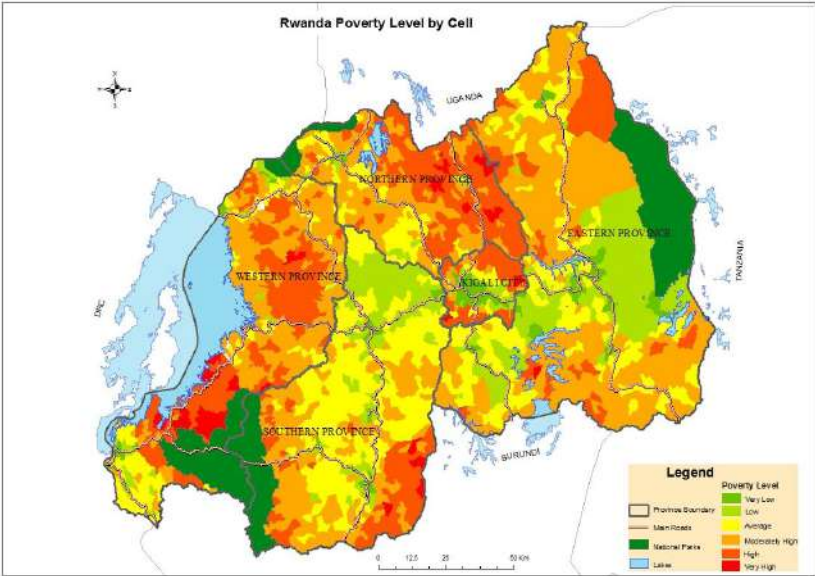 Rwanda Poverty Level by Cell
N
S
UGANDA
NORTHERN PROVINCE
EASTERN PROVINCE
WESTERN PROVINCE
KIGALI CITY
TANZANIA
DRC
SOUTHERN PROVINCE
BURUNDI
Legend
Poverty Level
Province Boundary
Main Roads
National Parks
Lakes
Very Low
Low
Average
Moderately High
High
Very High
0 12.5 25 50 Km